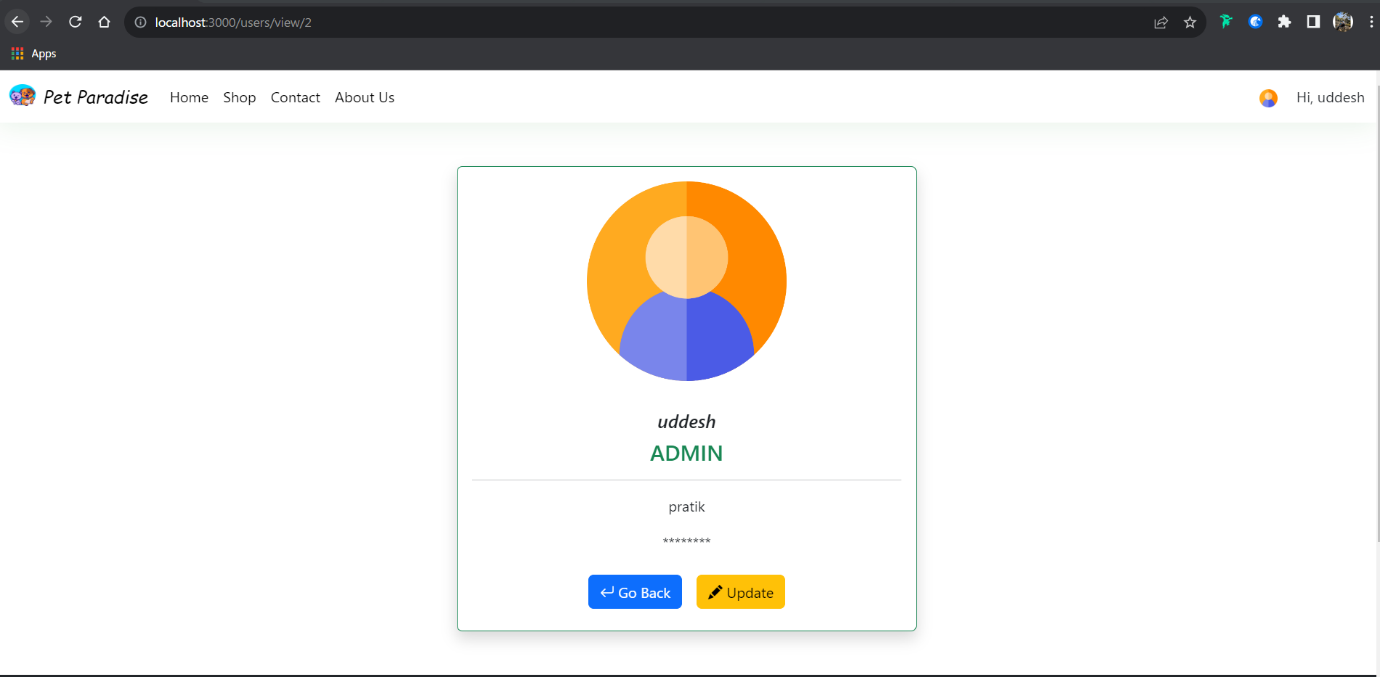 localhost:3000/users/view/2
Apps
Pet Paradise Home Shop Contact About Us Hi, uddesh
uddesh
ADMIN
pratik
********
Go Back Update